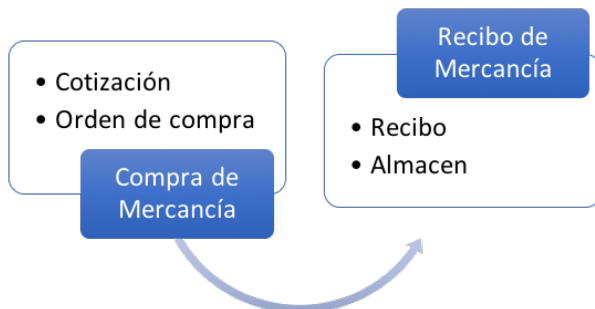 • Cotización
• Orden de compra
Compra de
Mercancía
Recibo de
Mercancía
• Recibo
• Almacen